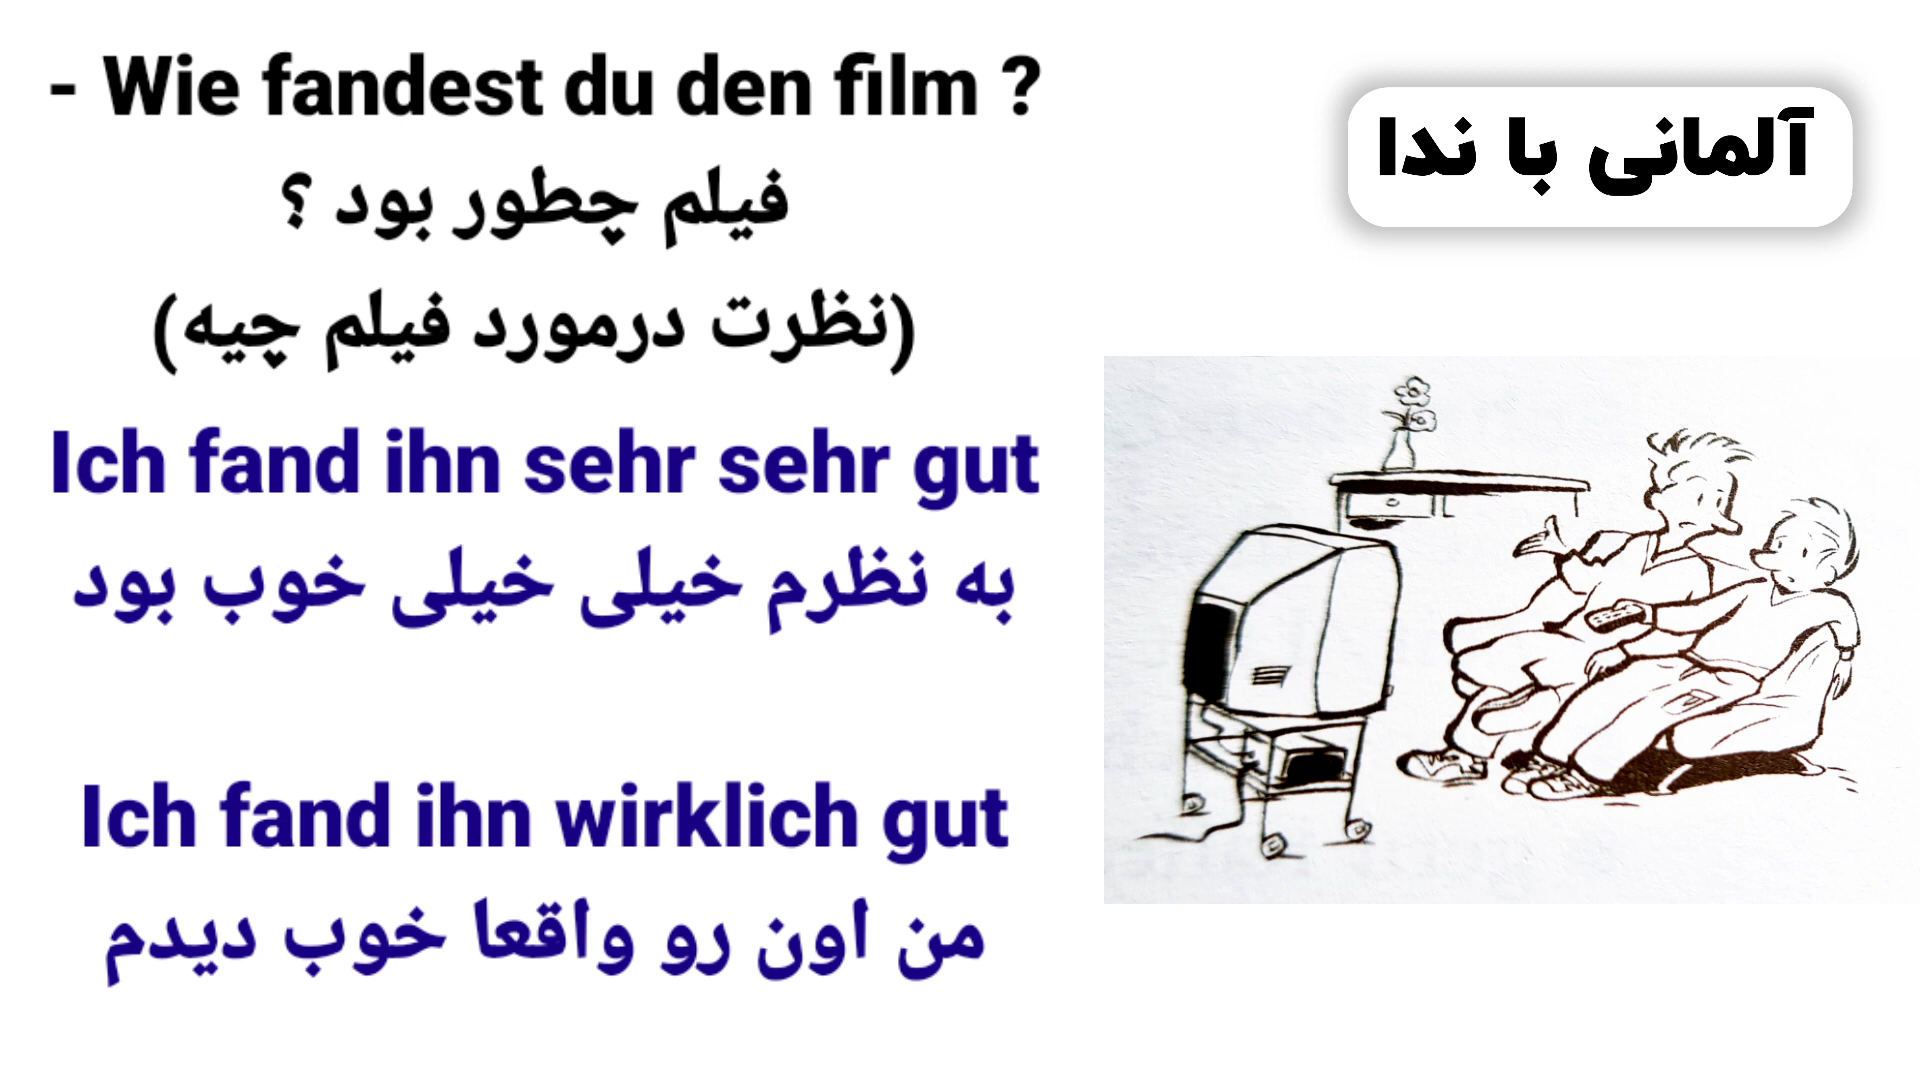 - Wie fandest du den film ?
فیلم چطور بود ؟
(نظرت درمورد فیلم چیه)
Ich fand ihn sehr sehr gut
به نظرم خیلی خیلی خوب بود
Ich fand ihn wirklich gut
من اون رو واقعا خوب دیدم
آلمانی با ندا